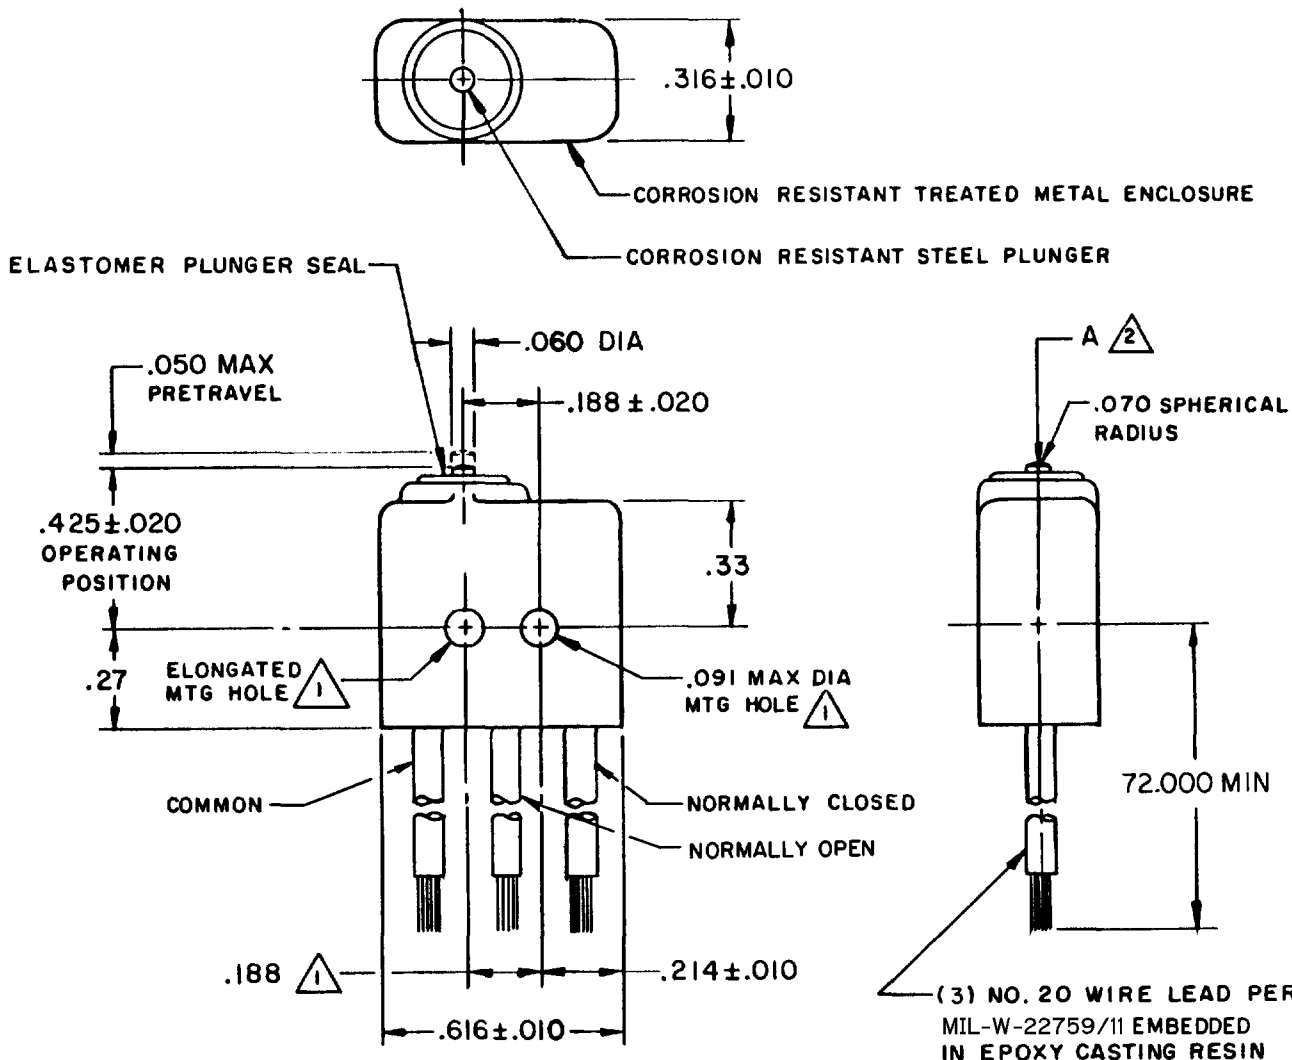 .316±.010
CORROSION RESISTANT TREATED METAL ENCLOSURE
CORROSION RESISTANT STEEL PLUNGER
ELASTOMER PLUNGER SEAL
.060 DIA
A 2
.050 MAX
PRETRAVEL
.188±.020
.070 SPHERICAL
RADIUS
.425±.020
OPERATING
POSITION
.33
.27
ELONGATED
MTG HOLE 1
.091 MAX DIA
MTG HOLE 1
72.000 MIN
COMMON
NORMALLY CLOSED
NORMALLY OPEN
.188 1
.214±.010
.616±.010
(3) NO. 20 WIRE LEAD PER
MIL-W-22759/11 EMBEDDED
IN EPOXY CASTING RESIN